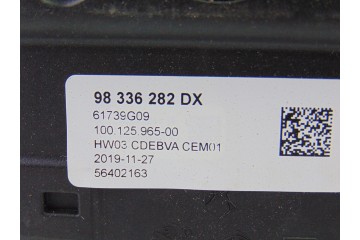 98 336 282 DX
61739G09
100.125.965-00
HW03 CDEBVA CEM01
2019-11-27
56402163